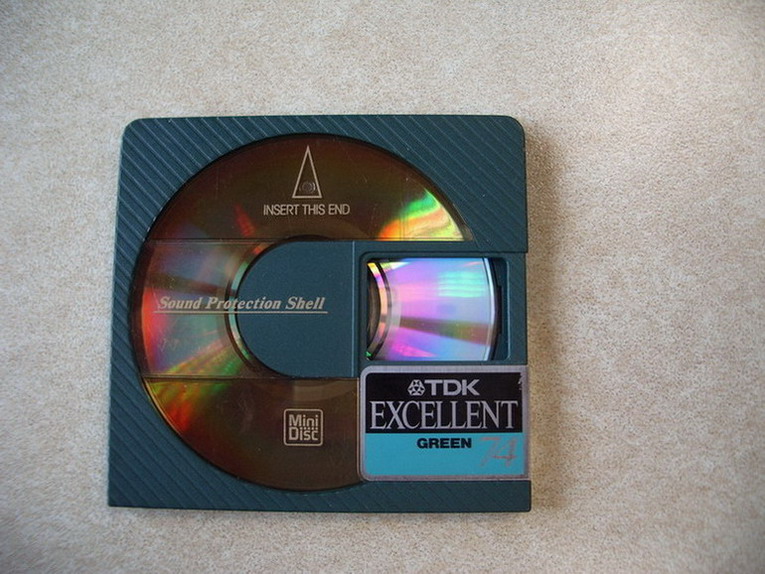 INSERT THIS END
Sound Protection Shell
TDK
EXCELLENT
GREEN 74
Mini
Disc